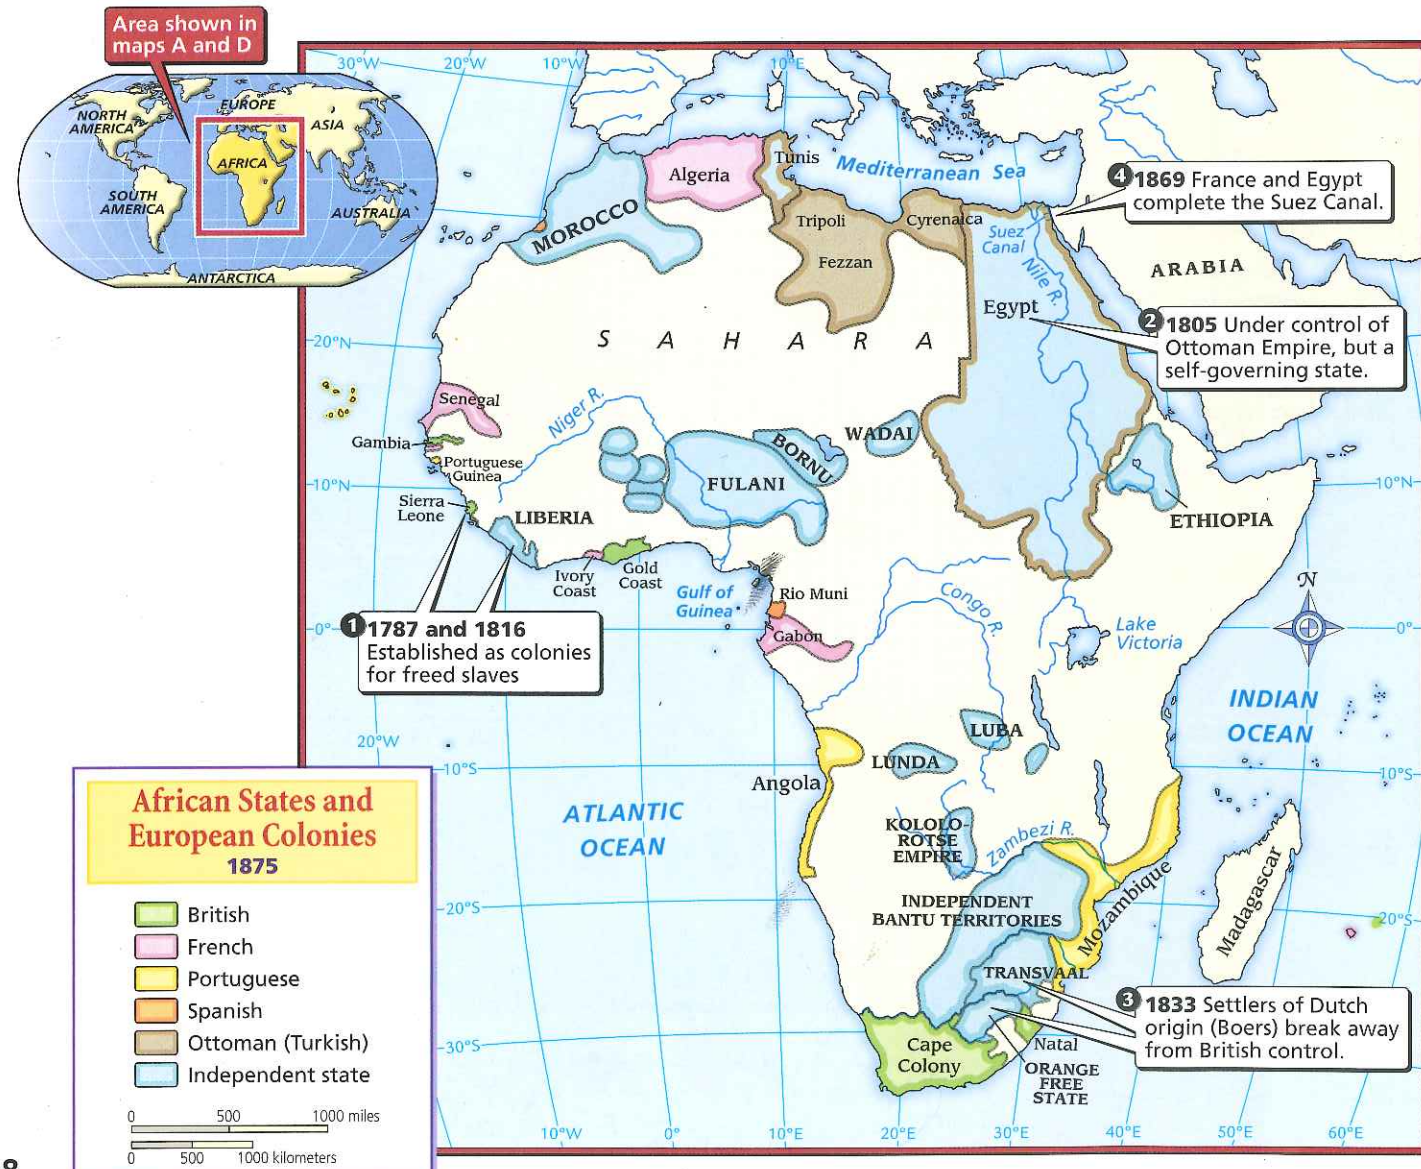 Area shown in
maps A and D
NORTH
AMERICA
EUROPE
ASIA
AFRICA
SOUTH
AMERICA
AUSTRALIA
ANTARCTICA
30°W
20°W
10°W
0°
10°E
Mediterranean Sea
Algeria
Tunis
MOROCCO
Tripoli
Cyrenaica
Fezzan
Suez
Canal
Nile R.
Egypt
ARABIA
4 1869 France and Egypt
complete the Suez Canal.
2 1805 Under control of
Ottoman Empire, but a
self-governing state.
20°N
S A H A R A
Senegal
Niger R.
Gambia
Portuguese
Guinea
WADAI
BORNU
FULANI
10°N
10°N
Sierra
Leone
LIBERIA
ETHIOPIA
Ivory
Coast
Gold
Coast
Gulf of
Guinea
Rio Muni
Gabon
Congo R.
Lake
Victoria
N
0°
0°
1 1787 and 1816
Established as colonies
for freed slaves
INDIAN
OCEAN
20°W
10°S
10°S
LUBA
LUNDA
Angola
ATLANTIC
OCEAN
KOLOLO-
ROTSE
EMPIRE
Zambezi R.
INDEPENDENT
BANTU TERRITORIES
Mozambique
Madagascar
20°S
20°S
TRANSVAAL
3 1833 Settlers of Dutch
origin (Boers) break away
from British control.
30°S
Cape
Colony
Natal
ORANGE
FREE
STATE
10°W
0°
10°E
20°E
30°E
40°E
50°E
60°E
African States and
European Colonies
1875
British
French
Portuguese
Spanish
Ottoman (Turkish)
Independent state
0 500 1000 miles
0 500 1000 kilometers